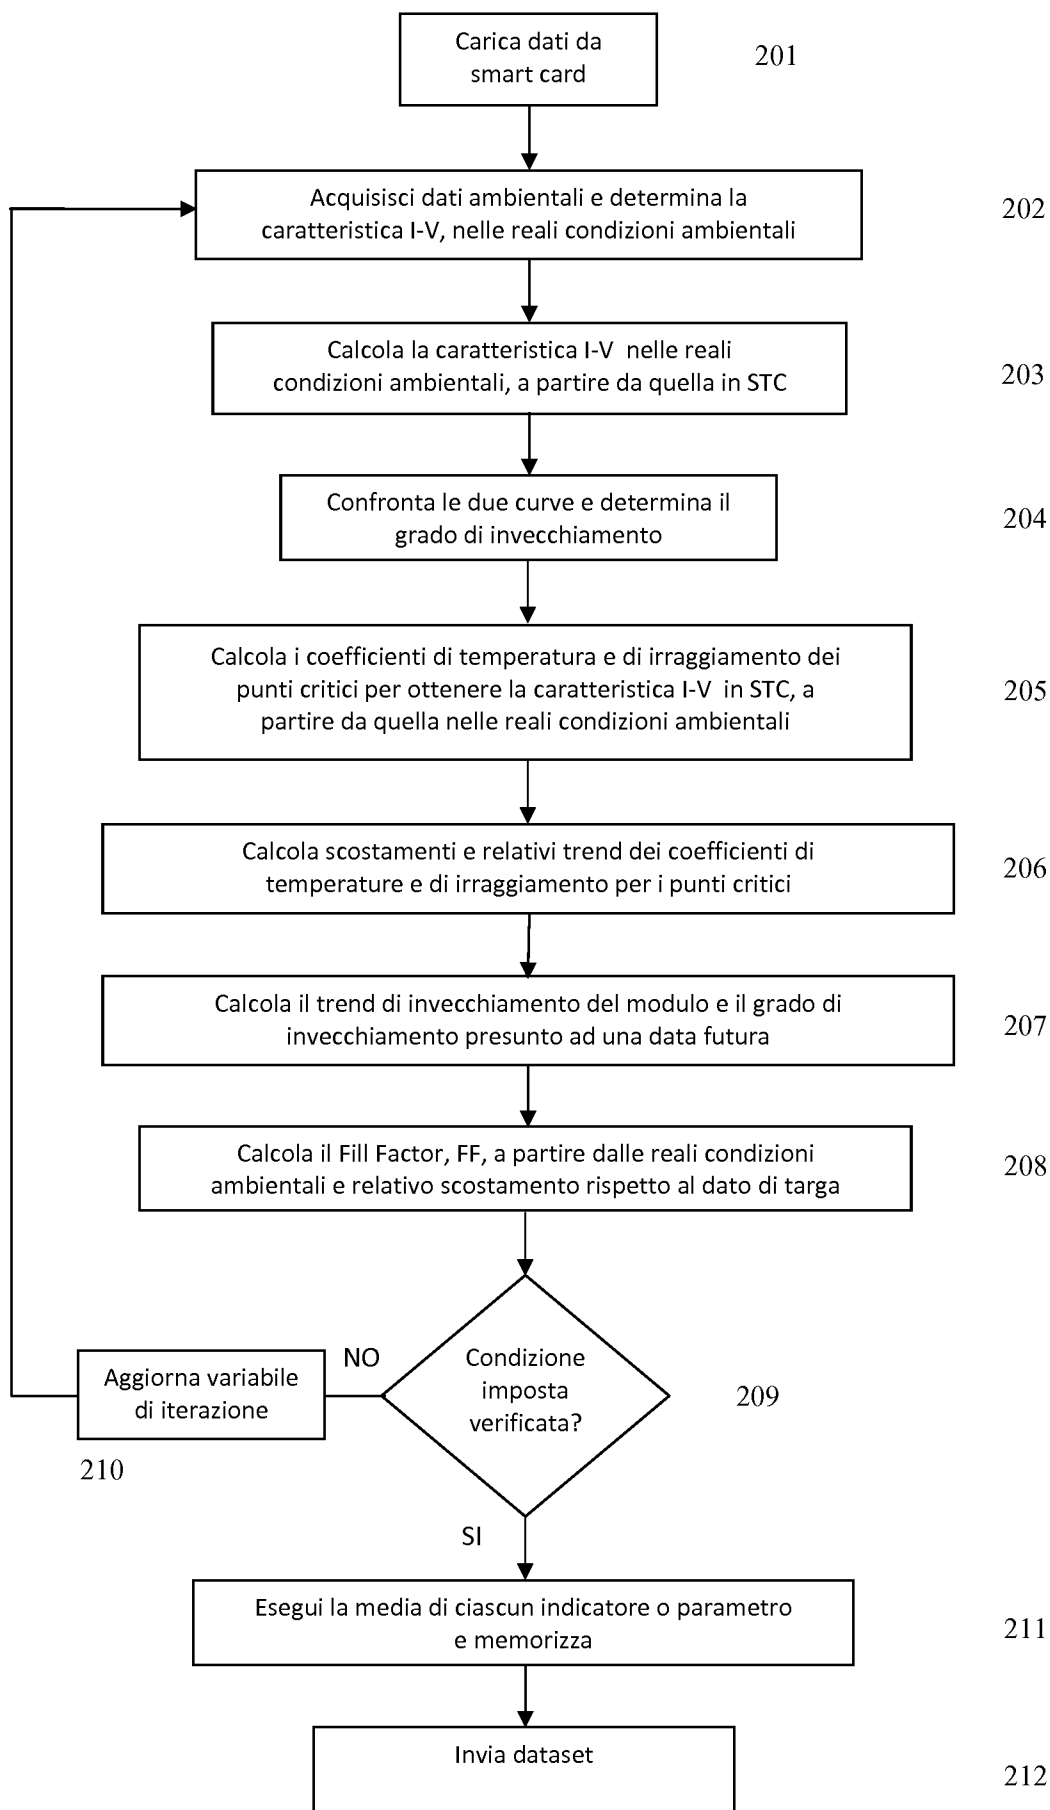 Carica dati da
smart card
201
Acquisisci dati ambientali e determina la
caratteristica I-V, nelle reali condizioni ambientali
202
Calcola la caratteristica I-V nelle reali
condizioni ambientali, a partire da quella in STC
203
Confronta le due curve e determina il
grado di invecchiamento
204
Calcola i coefficienti di temperatura e di irraggiamento dei
punti critici per ottenere la caratteristica I-V in STC, a
partire da quella nelle reali condizioni ambientali
205
Calcola scostamenti e relativi trend dei coefficienti di
temperature e di irraggiamento per i punti critici
206
Calcola il trend di invecchiamento del modulo e il grado di
invecchiamento presunto ad una data futura
207
Calcola il Fill Factor, FF, a partire dalle reali condizioni
ambientali e relativo scostamento rispetto al dato di targa
208
Condizione
imposta
verificata?
209
NO
Aggiorna variabile
di iterazione
210
SI
Esegui la media di ciascun indicatore o parametro
e memorizza
211
Invia dataset
212